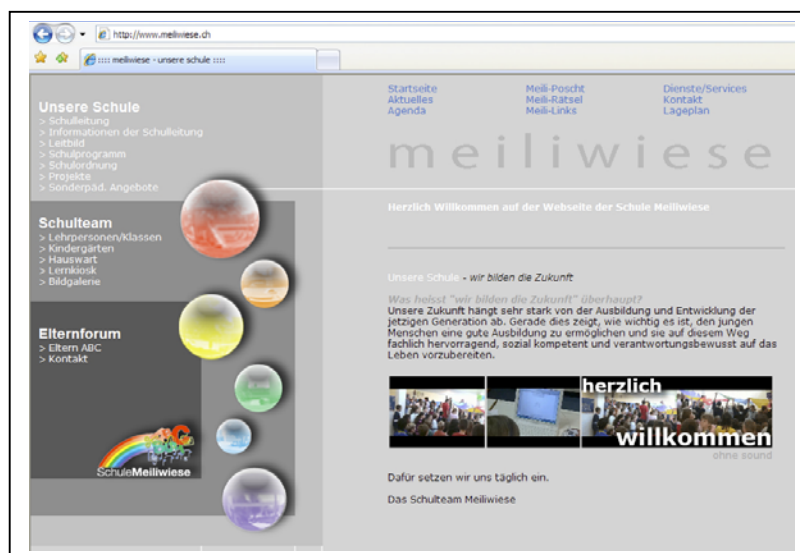 http://www.meiliwiese.ch
:::: meiliwiese - unsere schule ::::
Unsere Schule
> Schulleitung
> Informationen der Schulleitung
> Leitbild
> Schulprogramm
> Schulordnung
> Projekte
> Sonderpäd. Angebote
Schulteam
> Lehrpersonen/Klassen
> Kindergärten
> Hauswart
> Lernkiosk
> Bildgalerie
Elternforum
> Eltern ABC
> Kontakt
SchuleMeiliwiese
Startseite Meili-Poscht Dienste/Services
Aktuelles Meili-Rätsel Kontakt
Agenda Meili-Links Lageplan
meiliwiese
Herzlich Willkommen auf der Webseite der Schule Meiliwiese
Unsere Schule - wir bilden die Zukunft
Was heisst "wir bilden die Zukunft" überhaupt?
Unsere Zukunft hängt sehr stark von der Ausbildung und Entwicklung der
jetzigen Generation ab. Gerade dies zeigt, wie wichtig es ist, den jungen
Menschen eine gute Ausbildung zu ermöglichen und sie auf diesem Weg
fachlich hervorragend, sozial kompetent und verantwortungsbewusst auf das
Leben vorzubereiten.
herzlich
willkommen
ohne sound
Dafür setzen wir uns täglich ein.
Das Schulteam Meiliwiese